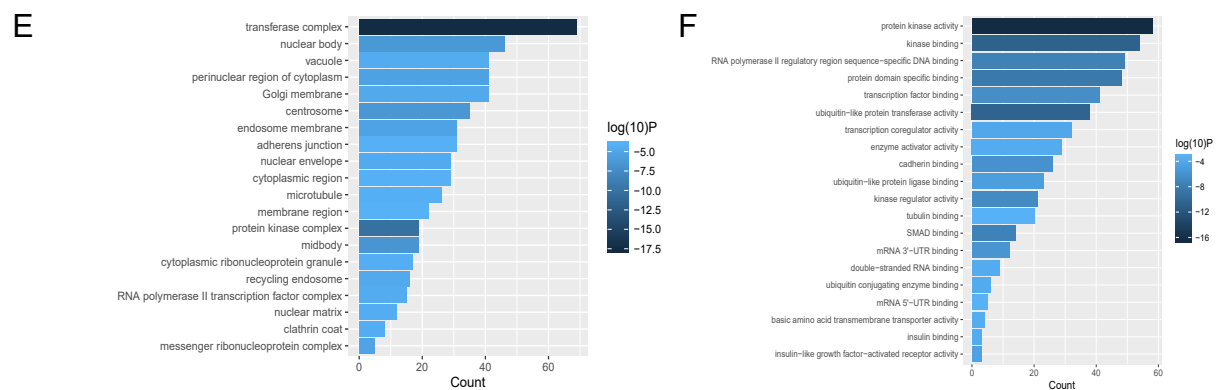 E
transferase complex
nuclear body
vacuole
perinuclear region of cytoplasm
Golgi membrane
centrosome
endosome membrane
adherens junction
nuclear envelope
cytoplasmic region
microtubule
membrane region
protein kinase complex
midbody
cytoplasmic ribonucleoprotein granule
recycling endosome
RNA polymerase II transcription factor complex
nuclear matrix
clathrin coat
messenger ribonucleoprotein complex
0 20 40 60
Count
log(10)P
−5.0
−7.5
−10.0
−12.5
−15.0
−17.5
F
protein kinase activity
kinase binding
RNA polymerase II regulatory region sequence−specific DNA binding
protein domain specific binding
transcription factor binding
ubiquitin−like protein transferase activity
transcription coregulator activity
enzyme activator activity
cadherin binding
ubiquitin−like protein ligase binding
kinase regulator activity
tubulin binding
SMAD binding
mRNA 3'−UTR binding
double−stranded RNA binding
ubiquitin conjugating enzyme binding
mRNA 5'−UTR binding
basic amino acid transmembrane transporter activity
insulin binding
insulin−like growth factor−activated receptor activity
0 20 40 60
Count
log(10)P
−4
−8
−12
−16